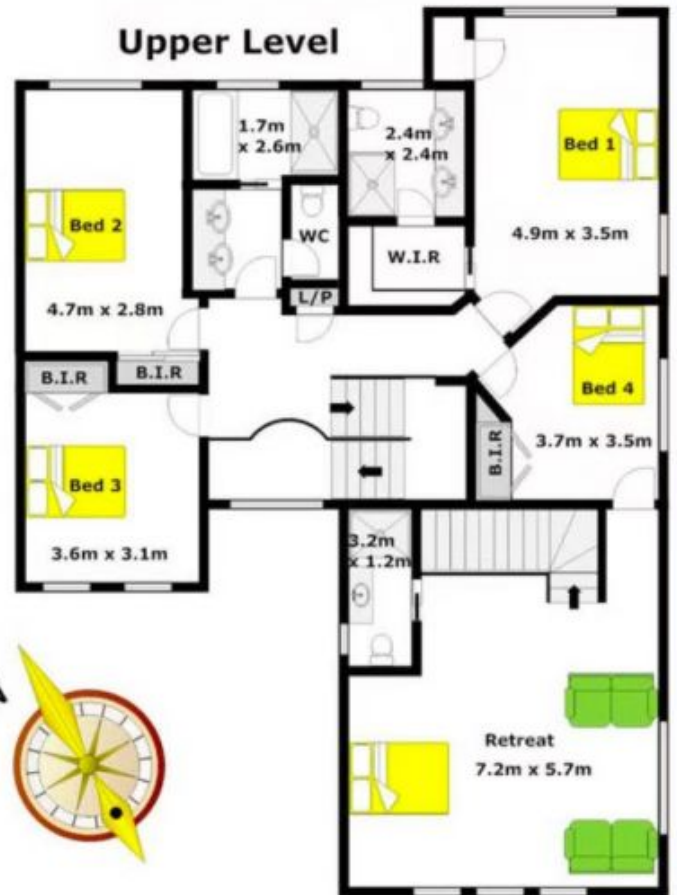 Upper Level
1.7m
x 2.6m
2.4m
x 2.4m
Bed 1
4.9m x 3.5m
Bed 2
4.7m x 2.8m
WC
W.I.R
L/P
B.I.R
B.I.R
Bed 4
3.7m x 3.5m
B.I.R
Bed 3
3.6m x 3.1m
3.2m
x 1.2m
Retreat
7.2m x 5.7m